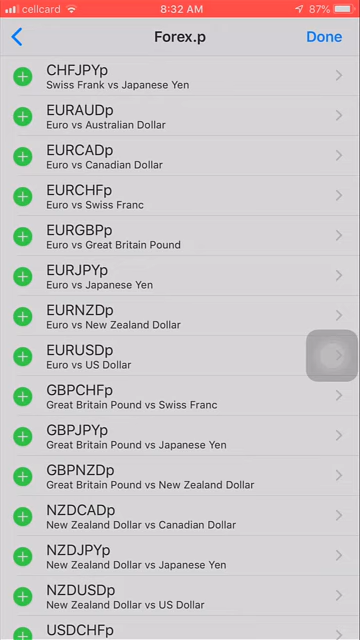 cellcard 8:32 AM 87%
Forex.p Done
CHFJPYp
Swiss Frank vs Japanese Yen
EURAUDp
Euro vs Australian Dollar
EURCADp
Euro vs Canadian Dollar
EURCHFp
Euro vs Swiss Franc
EURGBPp
Euro vs Great Britain Pound
EURJPYp
Euro vs Japanese Yen
EURNZDp
Euro vs New Zealand Dollar
EURUSDp
Euro vs US Dollar
GBPCHFp
Great Britain Pound vs Swiss Franc
GBPJPYp
Great Britain Pound vs Japanese Yen
GBPNZDp
Great Britain Pound vs New Zealand Dollar
NZDCADp
New Zealand Dollar vs Canadian Dollar
NZDJPYp
New Zealand Dollar vs Japanese Yen
NZDUSDp
New Zealand Dollar vs US Dollar
USDCHFp